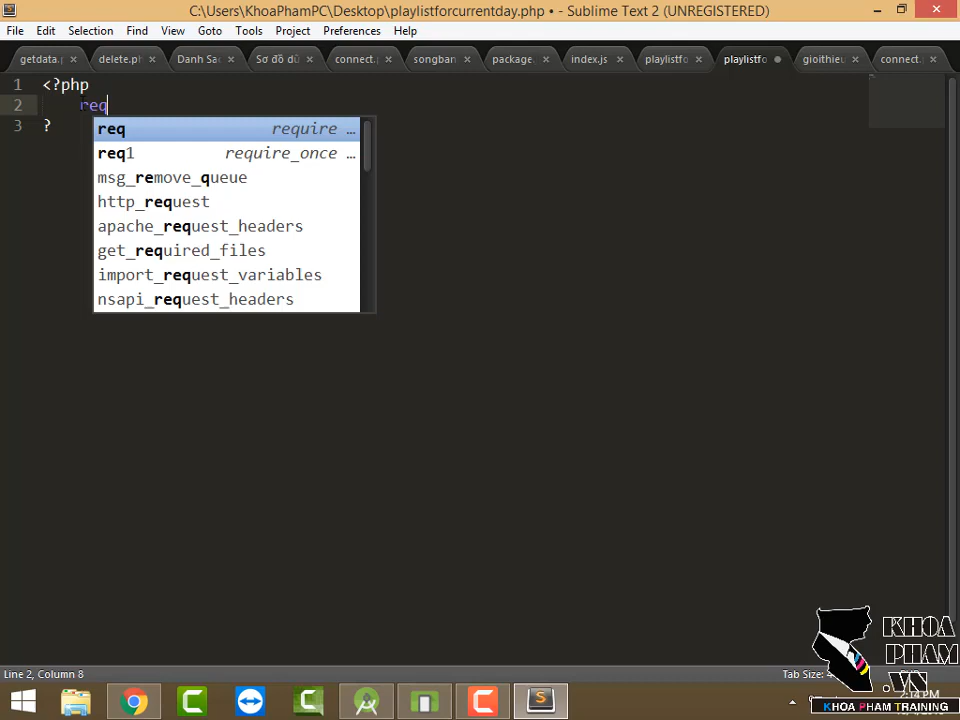 C:\Users\KhoaPhamPC\Desktop\playlistforcurrentday.php • - Sublime Text 2 (UNREGISTERED)
File Edit Selection Find View Goto Tools Project Preferences Help
getdata. delete.ph Danh Sac Sơ đồ dũ connect.p songban package. index.js playlistfo playlistfo gioithieu connect.
1 <?php
2 req
3 ?
req require …
req1 require_once …
msg_remove_queue
http_request
apache_request_headers
get_required_files
import_request_variables
nsapi_request_headers
KHOA
PHAM
VN
Line 2, Column 8 Tab Size:
KHOA PHAM TRAINING